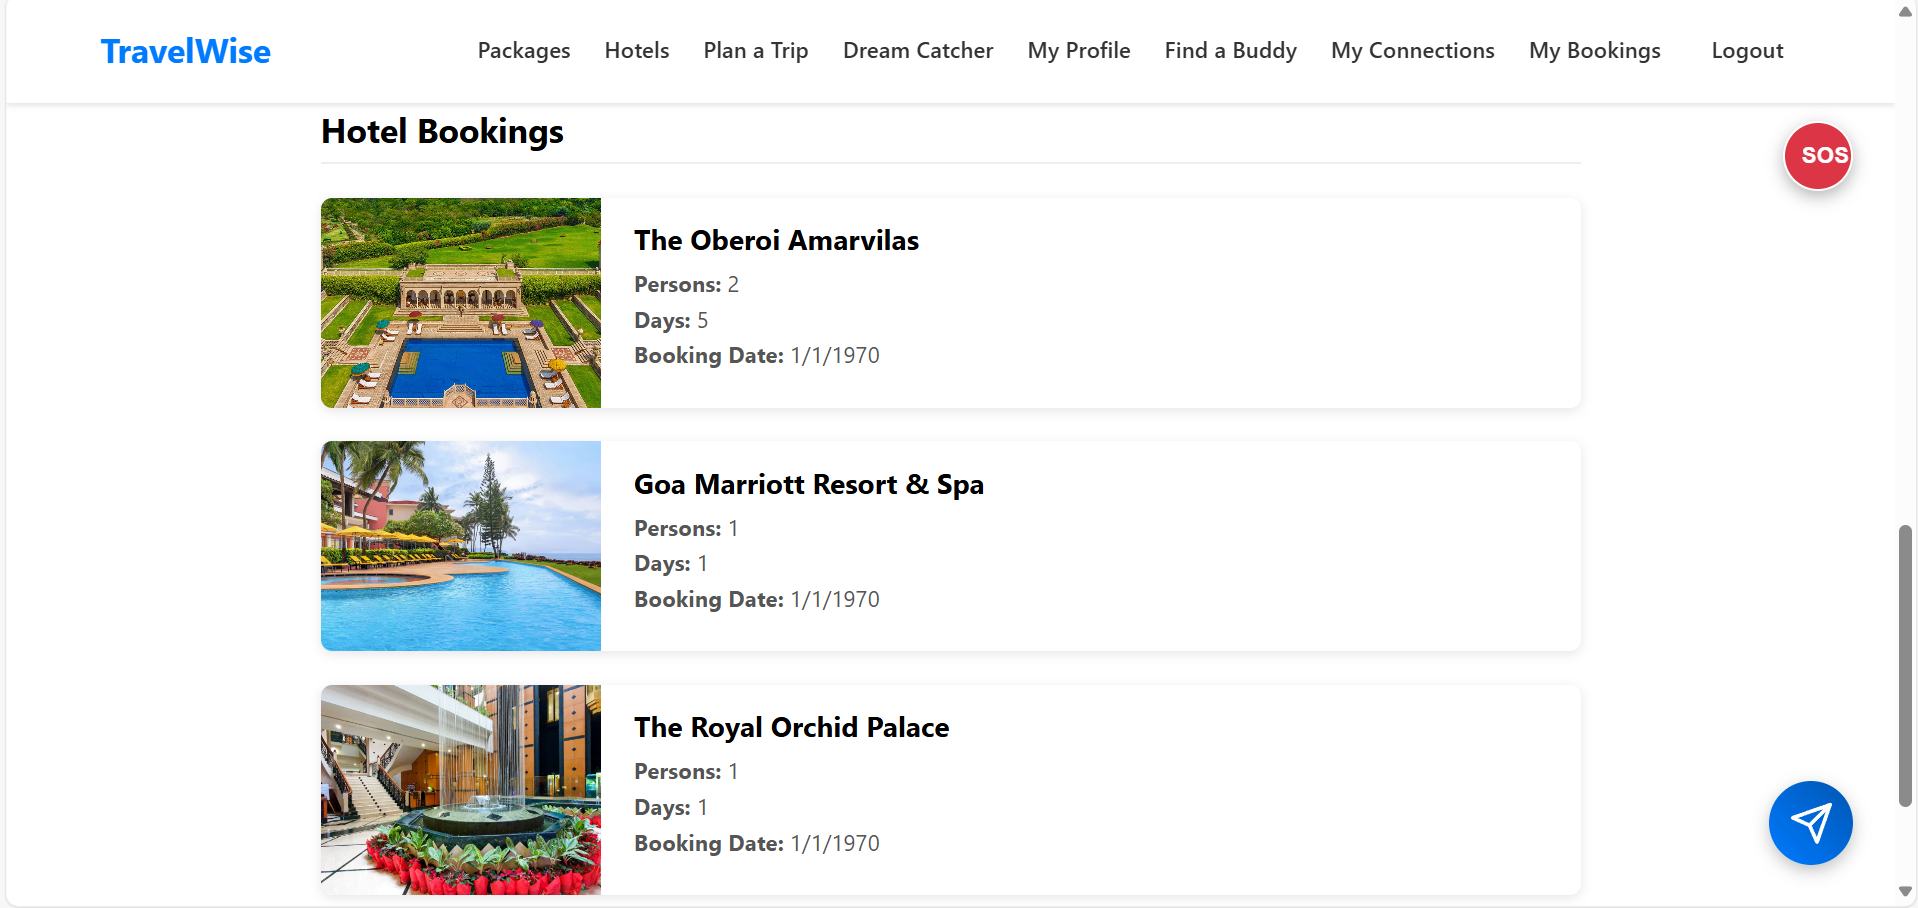 TravelWise
Packages Hotels Plan a Trip Dream Catcher My Profile Find a Buddy My Connections My Bookings Logout
Hotel Bookings
SOS
The Oberoi Amarvilas
Persons: 2
Days: 5
Booking Date: 1/1/1970
Goa Marriott Resort & Spa
Persons: 1
Days: 1
Booking Date: 1/1/1970
The Royal Orchid Palace
Persons: 1
Days: 1
Booking Date: 1/1/1970